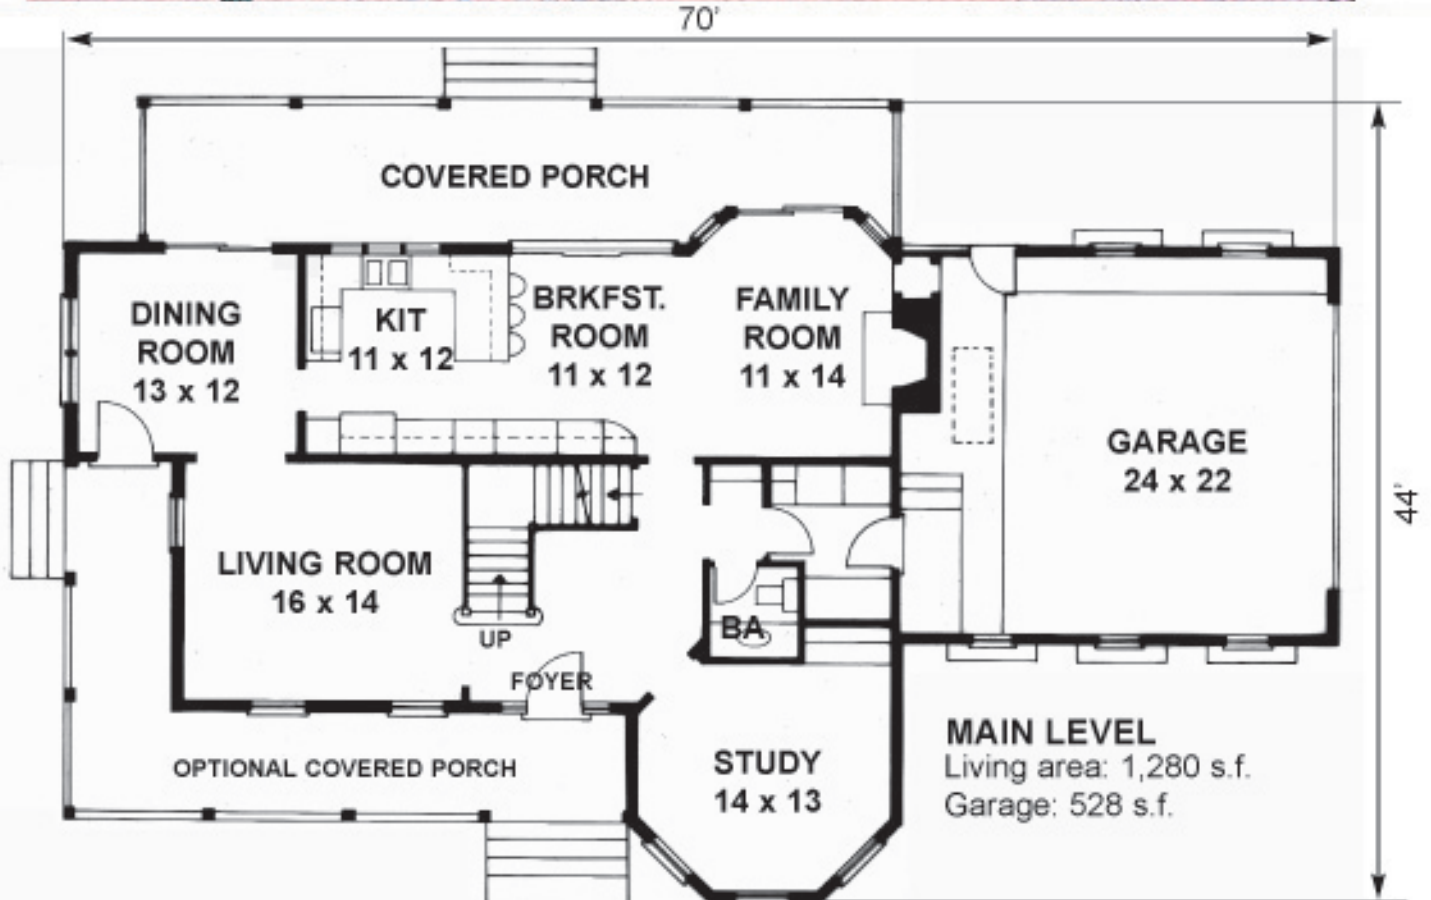 70'
COVERED PORCH
DINING
ROOM
13 x 12
KIT
11 x 12
BRKFST.
ROOM
11 x 12
FAMILY
ROOM
11 x 14
GARAGE
24 x 22
44'
LIVING ROOM
16 x 14
UP
BA
FOYER
OPTIONAL COVERED PORCH
STUDY
14 x 13
MAIN LEVEL
Living area: 1,280 s.f.
Garage: 528 s.f.